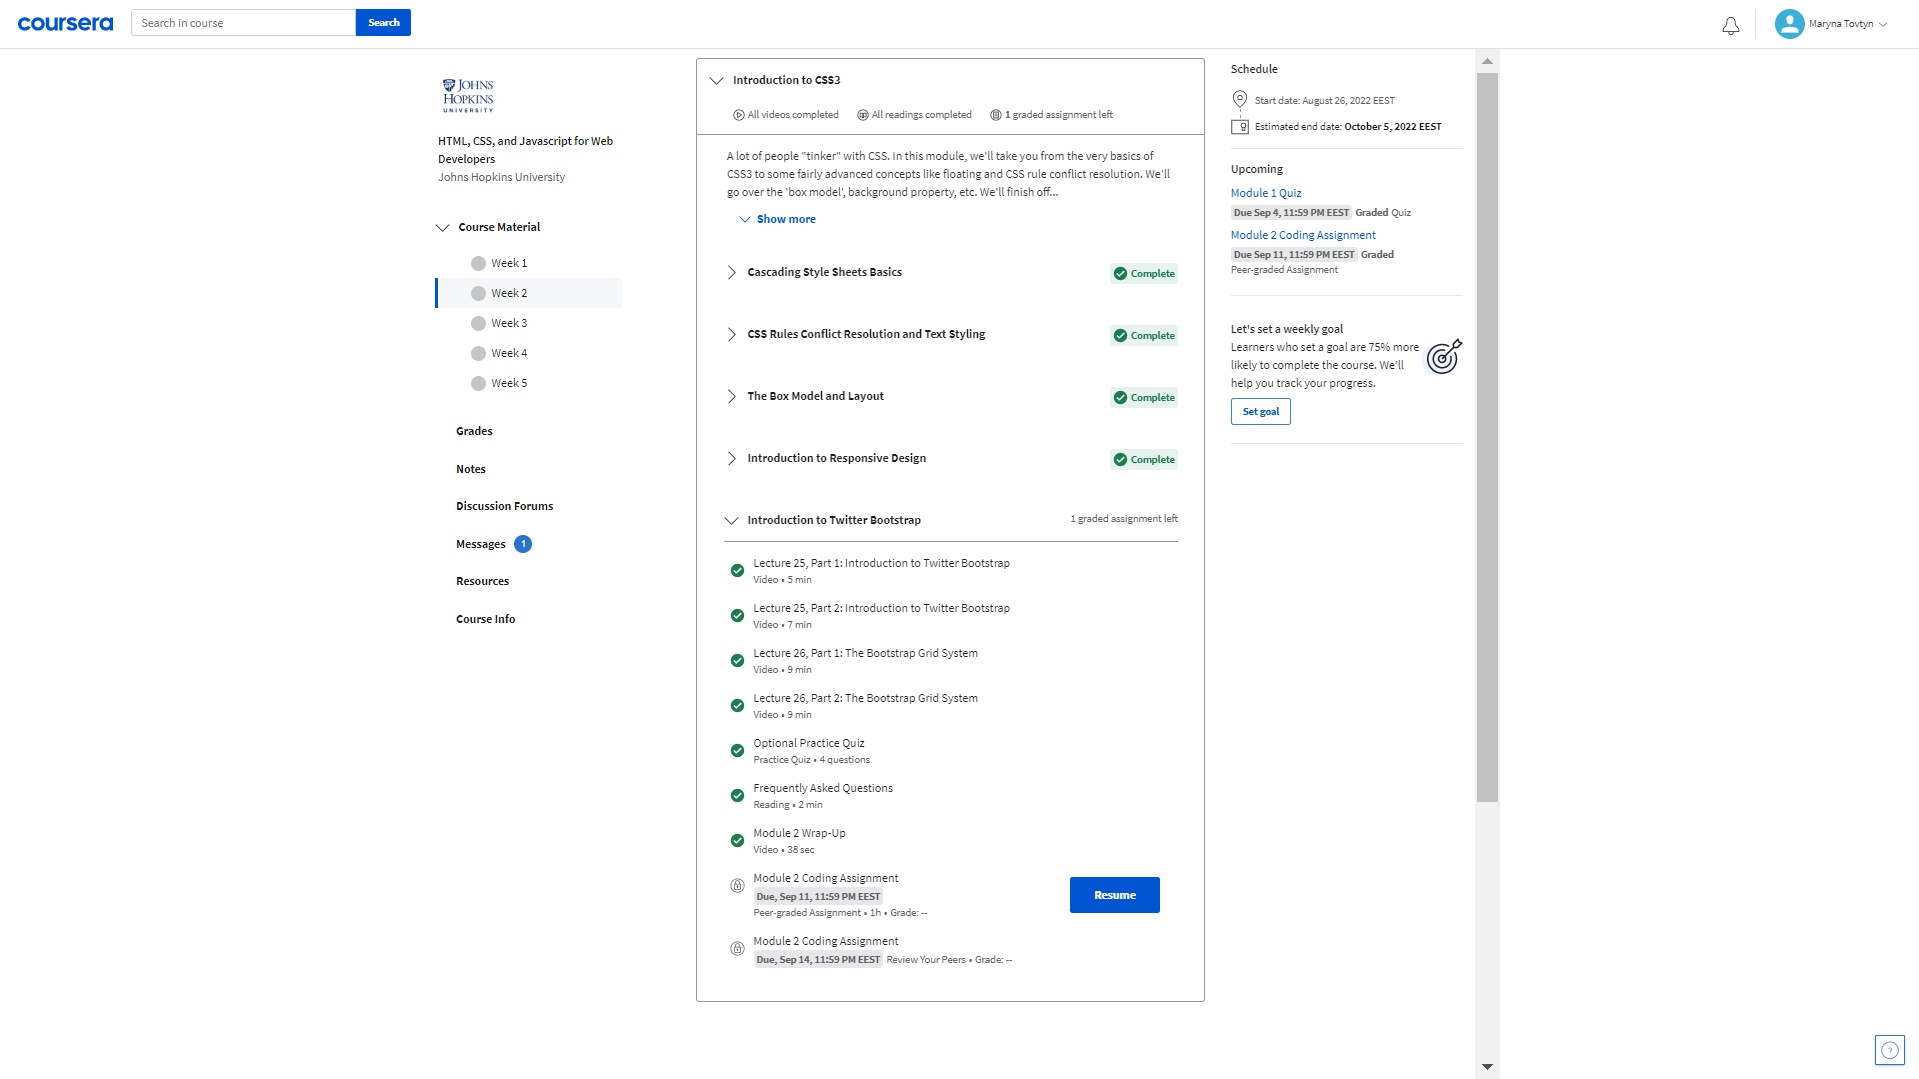 coursera
Search in course
Search
Maryna Tovtyn
JOHNS
HOPKINS
UNIVERSITY
HTML, CSS, and Javascript for Web
Developers
Johns Hopkins University
Course Material
Week 1
Week 2
Week 3
Week 4
Week 5
Grades
Notes
Discussion Forums
Messages 1
Resources
Course Info
Introduction to CSS3
All videos completed All readings completed 1 graded assignment left
A lot of people "tinker" with CSS. In this module, we'll take you from the very basics of
CSS3 to some fairly advanced concepts like floating and CSS rule conflict resolution. We'll
go over the 'box model', background property, etc. We'll finish off...
Show more
Cascading Style Sheets Basics Complete
CSS Rules Conflict Resolution and Text Styling Complete
The Box Model and Layout Complete
Introduction to Responsive Design Complete
Introduction to Twitter Bootstrap 1 graded assignment left
Lecture 25, Part 1: Introduction to Twitter Bootstrap
Video • 5 min
Lecture 25, Part 2: Introduction to Twitter Bootstrap
Video • 7 min
Lecture 26, Part 1: The Bootstrap Grid System
Video • 9 min
Lecture 26, Part 2: The Bootstrap Grid System
Video • 9 min
Optional Practice Quiz
Practice Quiz • 4 questions
Frequently Asked Questions
Reading • 2 min
Module 2 Wrap-Up
Video • 38 sec
Module 2 Coding Assignment
Due, Sep 11, 11:59 PM EEST
Peer-graded Assignment • 1h • Grade: --
Resume
Module 2 Coding Assignment
Due, Sep 14, 11:59 PM EEST Review Your Peers • Grade: --
Schedule
Start date: August 26, 2022 EEST
Estimated end date: October 5, 2022 EEST
Upcoming
Module 1 Quiz
Due Sep 4, 11:59 PM EEST Graded Quiz
Module 2 Coding Assignment
Due Sep 11, 11:59 PM EEST Graded
Peer-graded Assignment
Let's set a weekly goal
Learners who set a goal are 75% more
likely to complete the course. We'll
help you track your progress.
Set goal
?